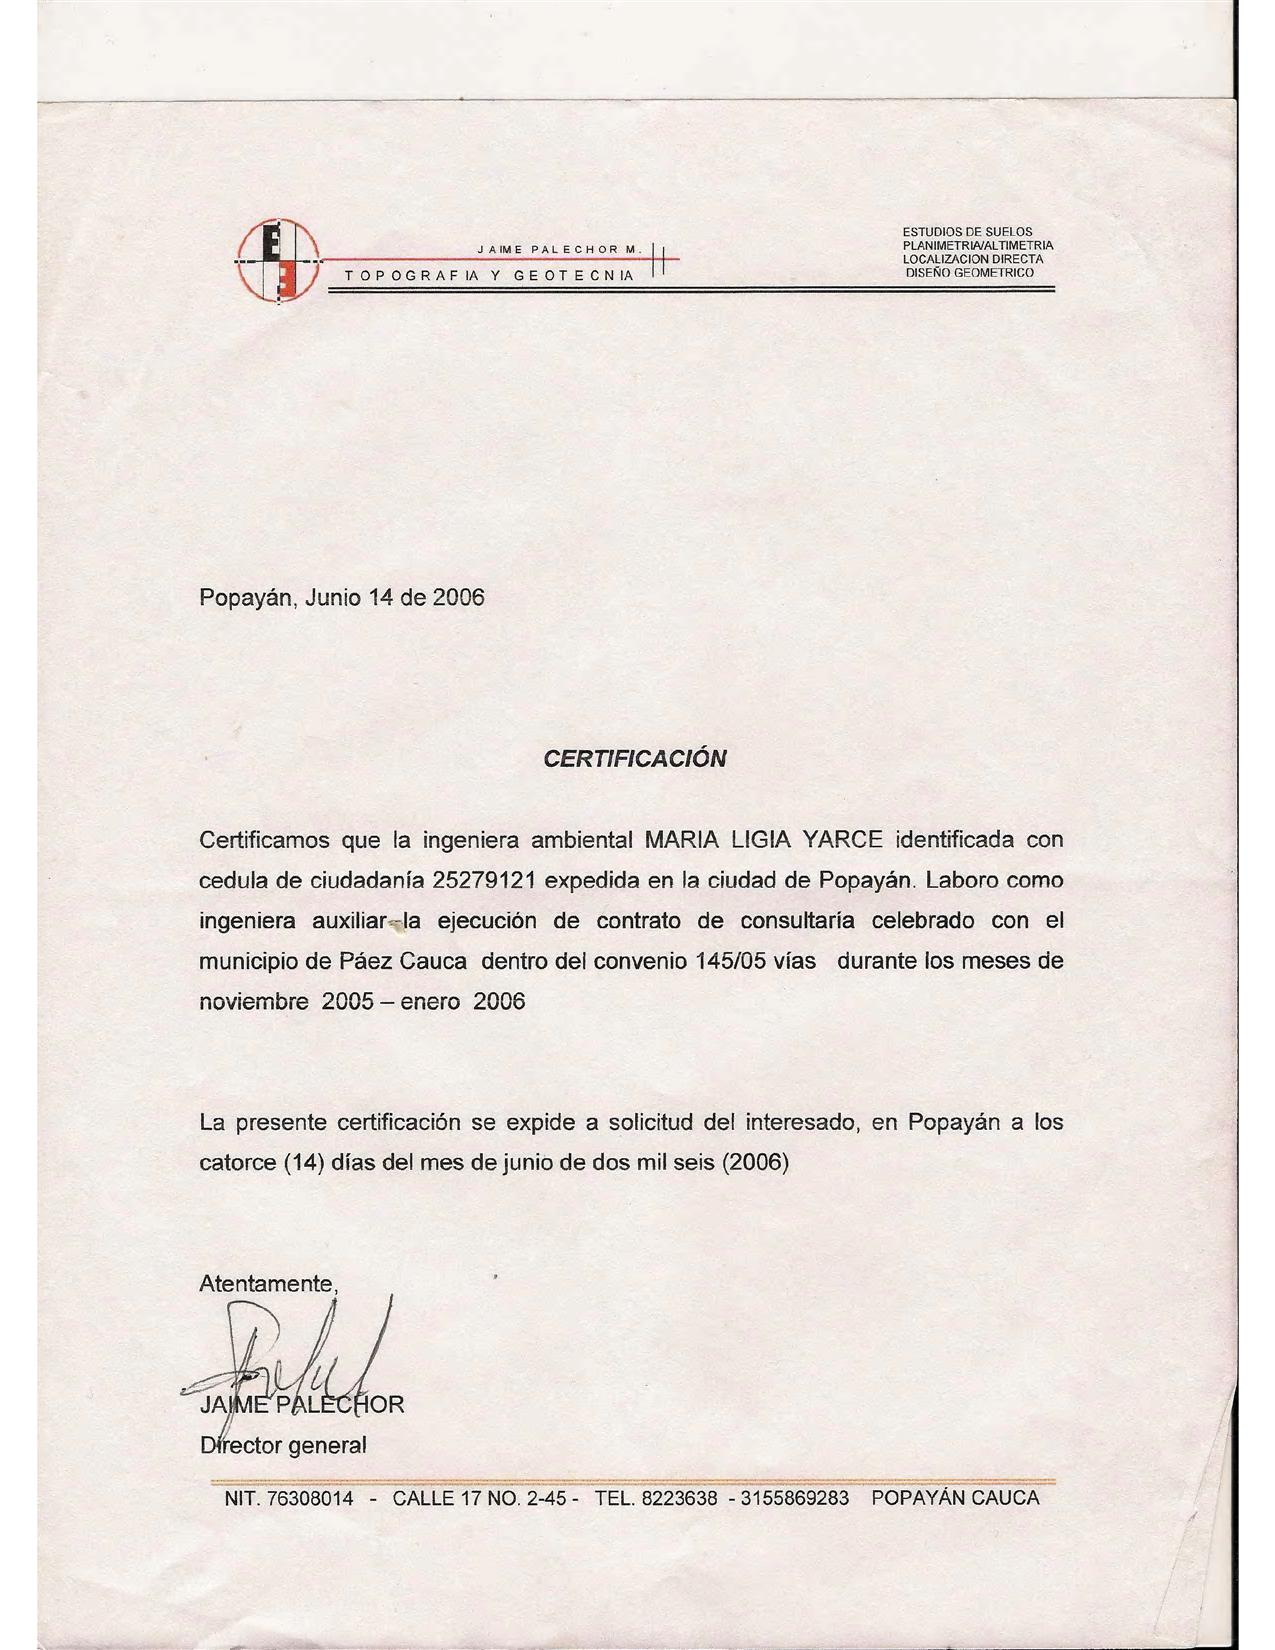 E
E
JAIME PALECHOR M.
TOPOGRAFIA Y GEOTECNIA
ESTUDIOS DE SUELOS
PLANIMETRIA/ALTIMETRIA
LOCALIZACION DIRECTA
DISEÑO GEOMETRICO
Popayán, Junio 14 de 2006
CERTIFICACIÓN
Certificamos que la ingeniera ambiental MARIA LIGIA YARCE identificada con
cedula de ciudadanía 25279121 expedida en la ciudad de Popayán. Laboro como
ingeniera auxiliar la ejecución de contrato de consultaría celebrado con el
municipio de Páez Cauca dentro del convenio 145/05 vías durante los meses de
noviembre 2005 – enero 2006
La presente certificación se expide a solicitud del interesado, en Popayán a los
catorce (14) días del mes de junio de dos mil seis (2006)
Atentamente,
JAIME PALECHOR
Director general
NIT. 76308014 - CALLE 17 NO. 2-45 - TEL. 8223638 - 3155869283 POPAYÁN CAUCA